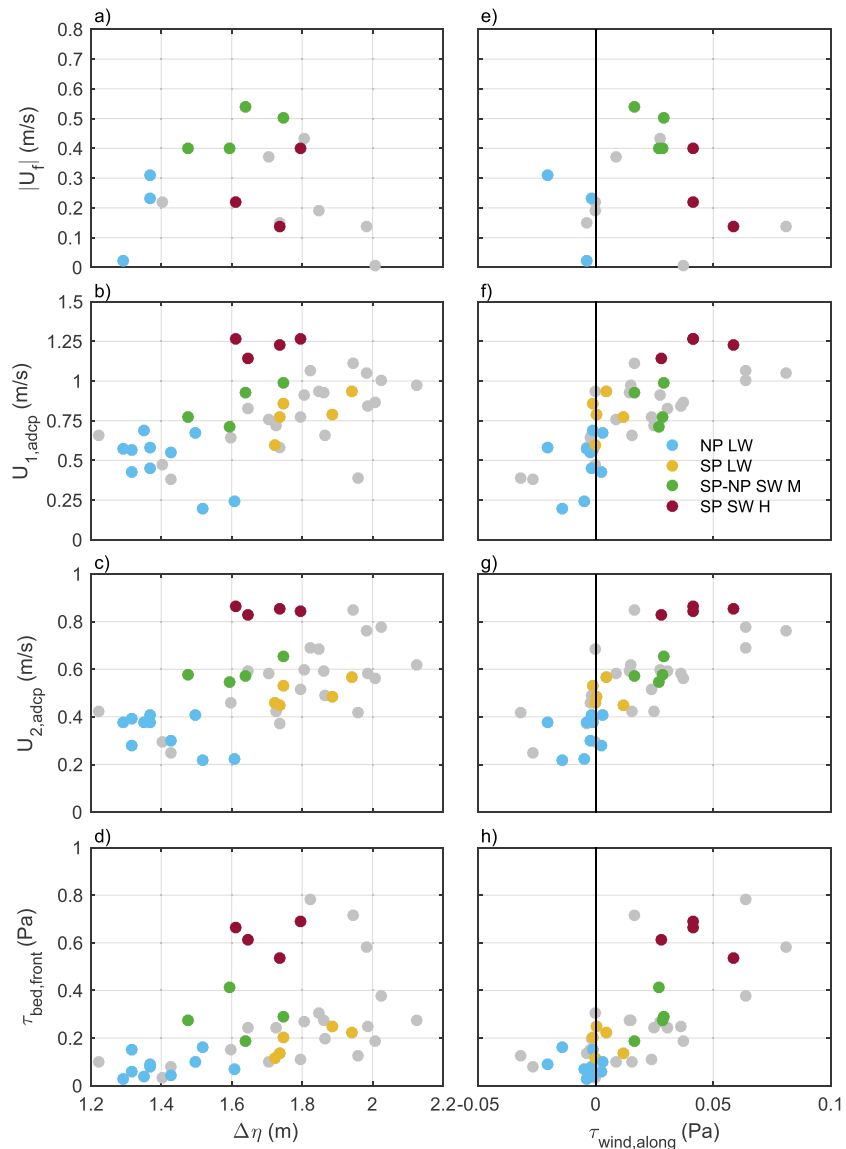 a)
e)
0.8
0.7
0.6
0.5
0.4
0.3
0.2
0.1
0
|U_f| (m/s)
b)
f)
1.5
1.25
1
0.75
0.5
0.25
0
U_1,adcp (m/s)
NP LW
SP LW
SP-NP SW M
SP SW H
c)
g)
1
0.8
0.6
0.4
0.2
0
U_2,adcp (m/s)
d)
h)
1
0.8
0.6
0.4
0.2
0
τ_bed,front (Pa)
1.2 1.4 1.6 1.8 2 2.2
-0.05 0 0.05 0.1
Δη (m)
τ_wind,along (Pa)